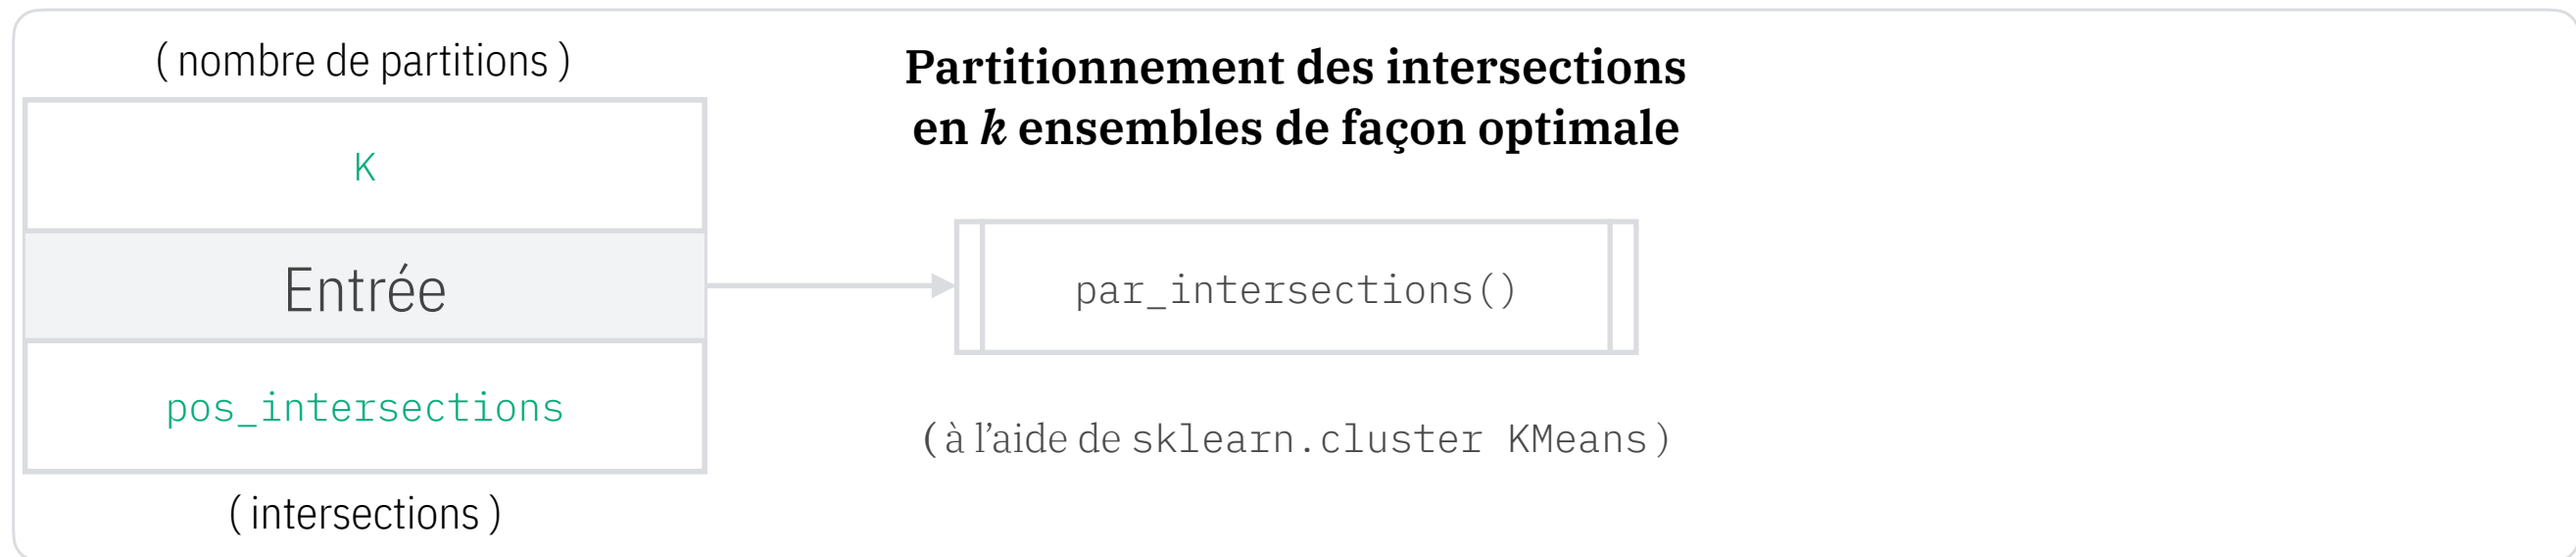 ( nombre de partitions )
K
Entrée
pos_intersections
( intersections )
Partitionnement des intersections
en k ensembles de façon optimale
par_intersections()
( à l’aide de sklearn.cluster KMeans )